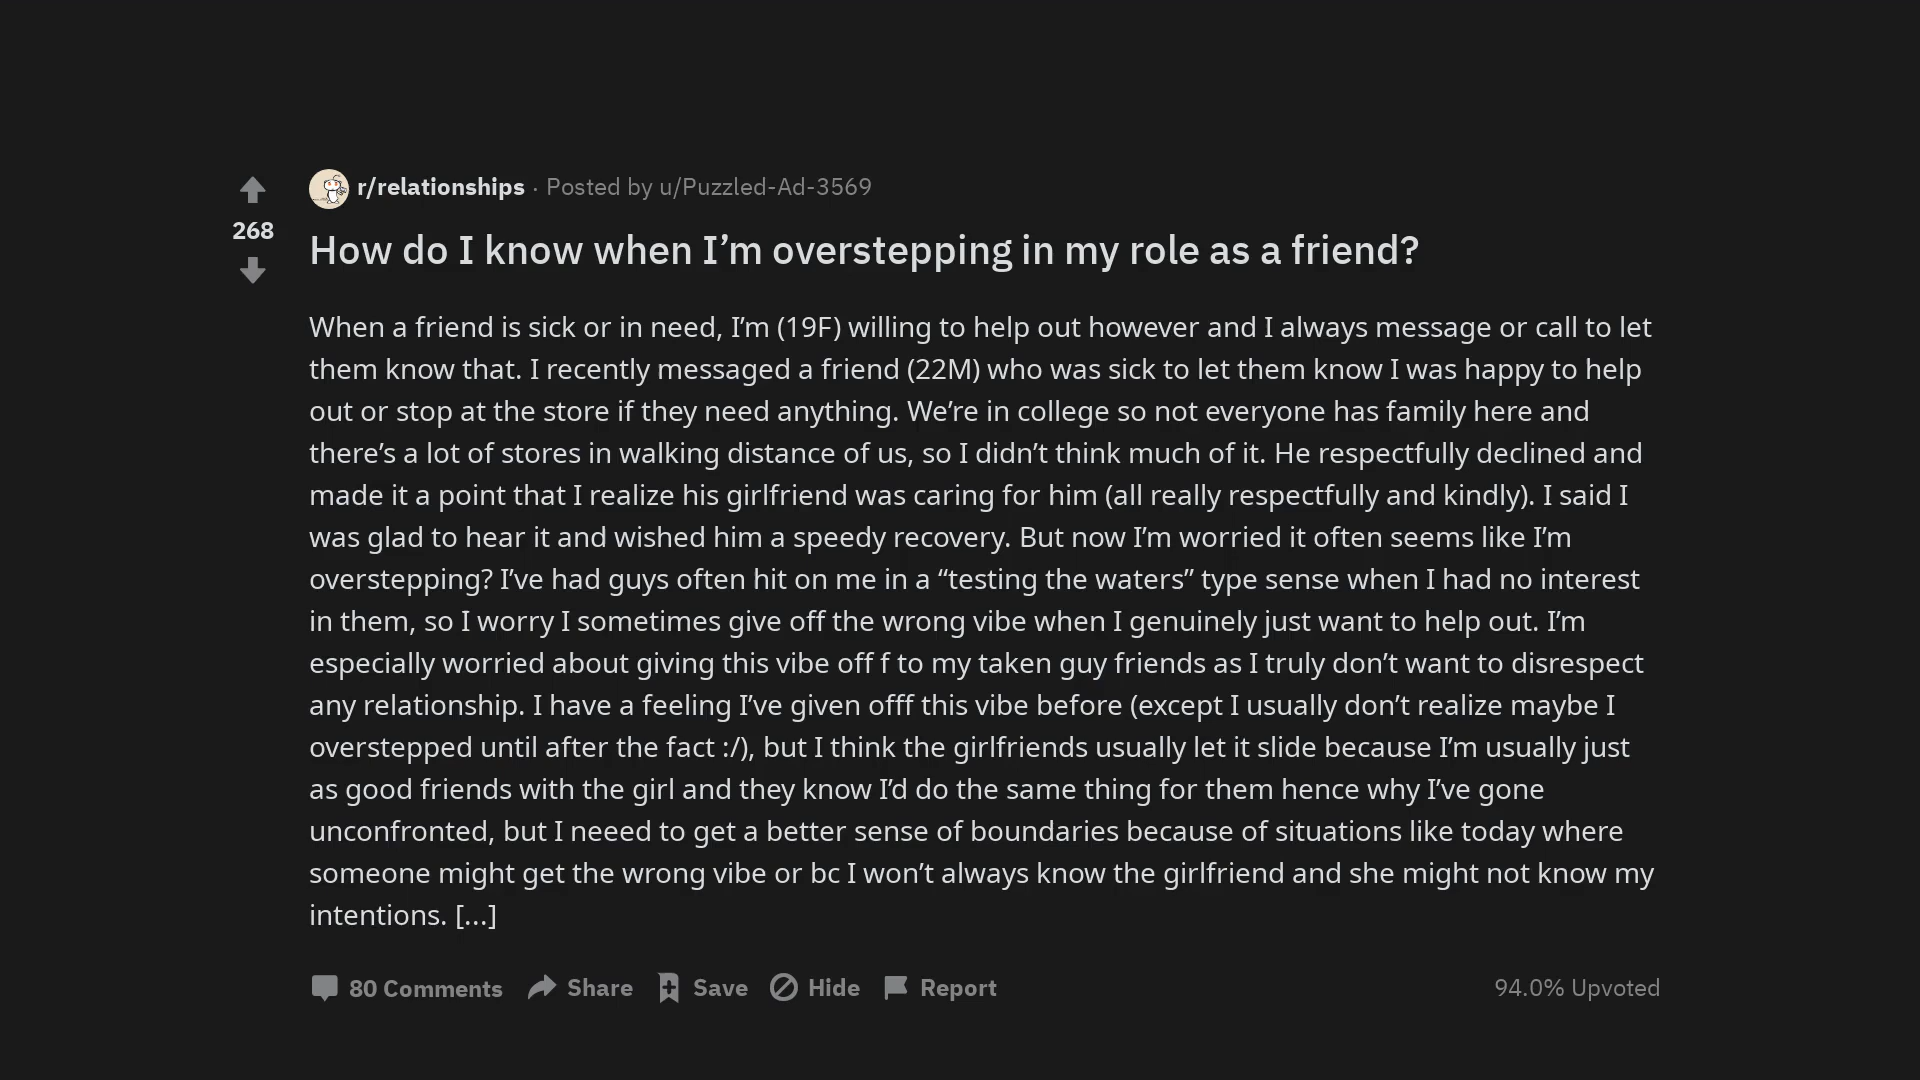 r/relationships · Posted by u/Puzzled-Ad-3569
268
How do I know when I’m overstepping in my role as a friend?
When a friend is sick or in need, I’m (19F) willing to help out however and I always message or call to let
them know that. I recently messaged a friend (22M) who was sick to let them know I was happy to help
out or stop at the store if they need anything. We’re in college so not everyone has family here and
there’s a lot of stores in walking distance of us, so I didn’t think much of it. He respectfully declined and
made it a point that I realize his girlfriend was caring for him (all really respectfully and kindly). I said I
was glad to hear it and wished him a speedy recovery. But now I’m worried it often seems like I’m
overstepping? I’ve had guys often hit on me in a “testing the waters” type sense when I had no interest
in them, so I worry I sometimes give off the wrong vibe when I genuinely just want to help out. I’m
especially worried about giving this vibe off f to my taken guy friends as I truly don’t want to disrespect
any relationship. I have a feeling I’ve given offf this vibe before (except I usually don’t realize maybe I
overstepped until after the fact :/), but I think the girlfriends usually let it slide because I’m usually just
as good friends with the girl and they know I’d do the same thing for them hence why I’ve gone
unconfronted, but I neeed to get a better sense of boundaries because of situations like today where
someone might get the wrong vibe or bc I won’t always know the girlfriend and she might not know my
intentions. [...]
80 Comments Share Save Hide Report 94.0% Upvoted